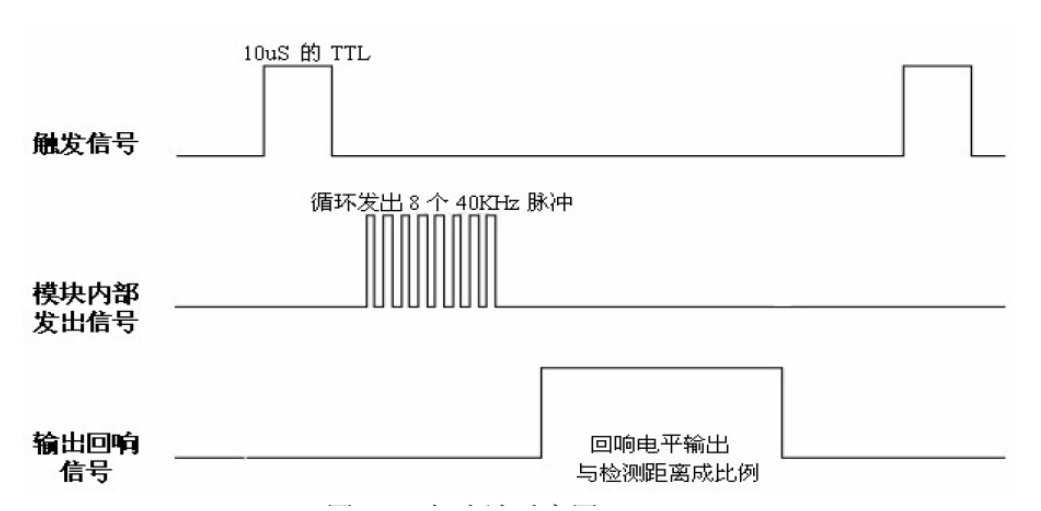 10uS 的 TTL
触发信号
循环发出 8 个 40KHz 脉冲
模块内部
发出信号
输出回响
信号
回响电平输出
与检测距离成比例